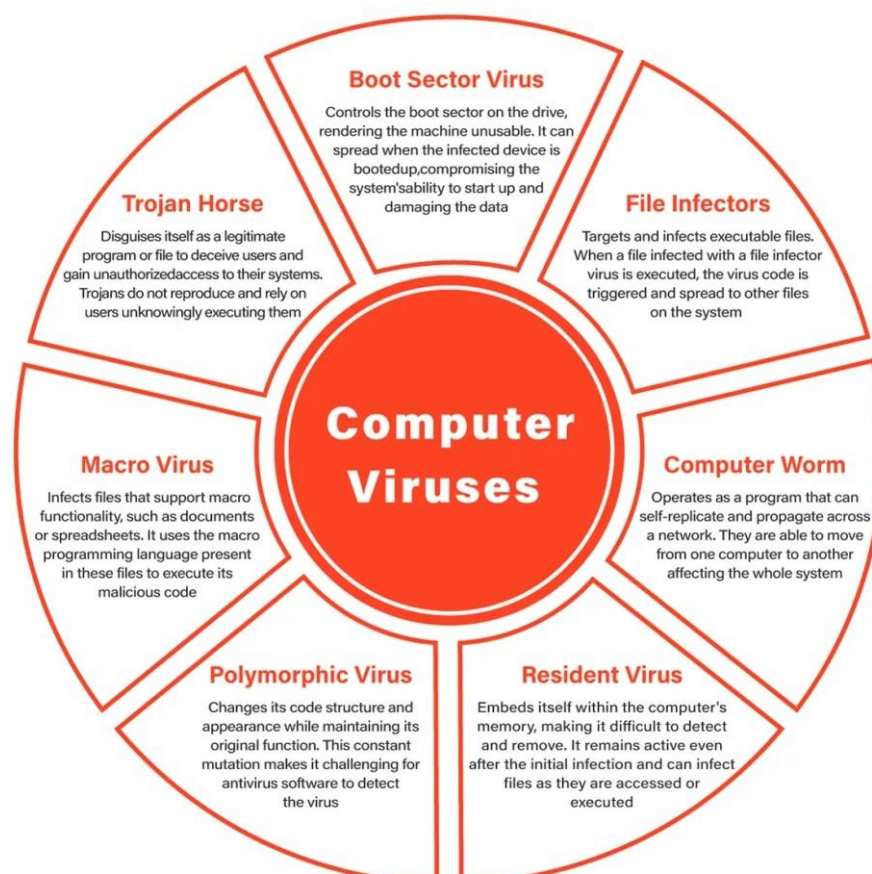 Boot Sector Virus
Controls the boot sector on the drive,
rendering the machine unusable. It can
spread when the infected device is
bootedup,compromising the
system'sability to start up and
damaging the data
File Infectors
Targets and infects executable files.
When a file infected with a file infector
virus is executed, the virus code is
triggered and spread to other files
on the system
Computer Worm
Operates as a program that can
self-replicate and propagate across
a network. They are able to move
from one computer to another
affecting the whole system
Resident Virus
Embeds itself within the computer's
memory, making it difficult to detect
and remove. It remains active even
after the initial infection and can infect
files as they are accessed or
executed
Polymorphic Virus
Changes its code structure and
appearance while maintaining its
original function. This constant
mutation makes it challenging for
antivirus software to detect
the virus
Macro Virus
Infects files that support macro
functionality, such as documents
or spreadsheets. It uses the macro
programming language present
in these files to execute its
malicious code
Trojan Horse
Disguises itself as a legitimate
program or file to deceive users and
gain unauthorizedaccess to their systems.
Trojans do not reproduce and rely on
users unknowingly executing them
Computer
Viruses